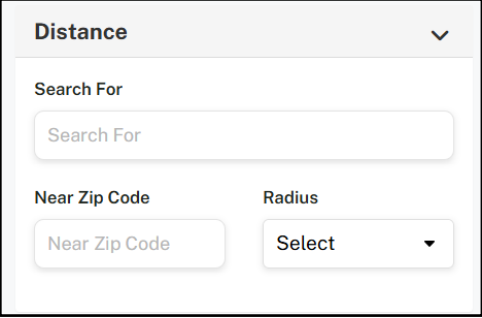 Distance
Search For
Search For
Near Zip Code Radius
Near Zip Code Select